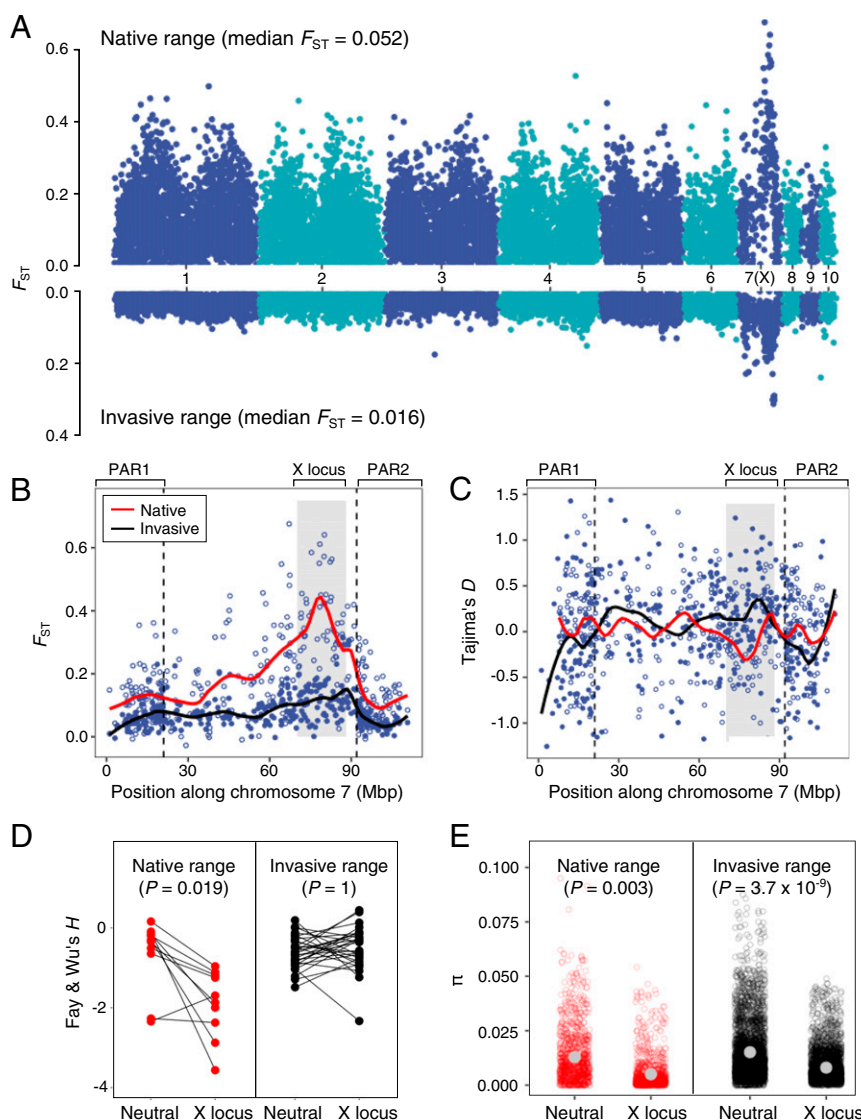 A
Native range (median FST = 0.052)
0.6
0.4
0.2
0.0
FST
1 2 3 4 5 6 7(X) 8 9 10
0.0
0.2
0.4
Invasive range (median FST = 0.016)
B
PAR1 X locus PAR2
Native
Invasive
0.6
0.4
0.2
0.0
FST
0 30 60 90
Position along chromosome 7 (Mbp)
C
PAR1 X locus PAR2
1.5
1.0
0.5
0.0
-0.5
-1.0
Tajima's D
0 30 60 90
Position along chromosome 7 (Mbp)
D
Native range
(P = 0.019)
Invasive range
(P = 1)
0
-2
-4
Fay & Wu's H
Neutral X locus Neutral X locus
E
Native range
(P = 0.003)
Invasive range
(P = 3.7 x 10-9)
0.100
0.075
0.050
0.025
0.000
π
Neutral X locus Neutral X locus